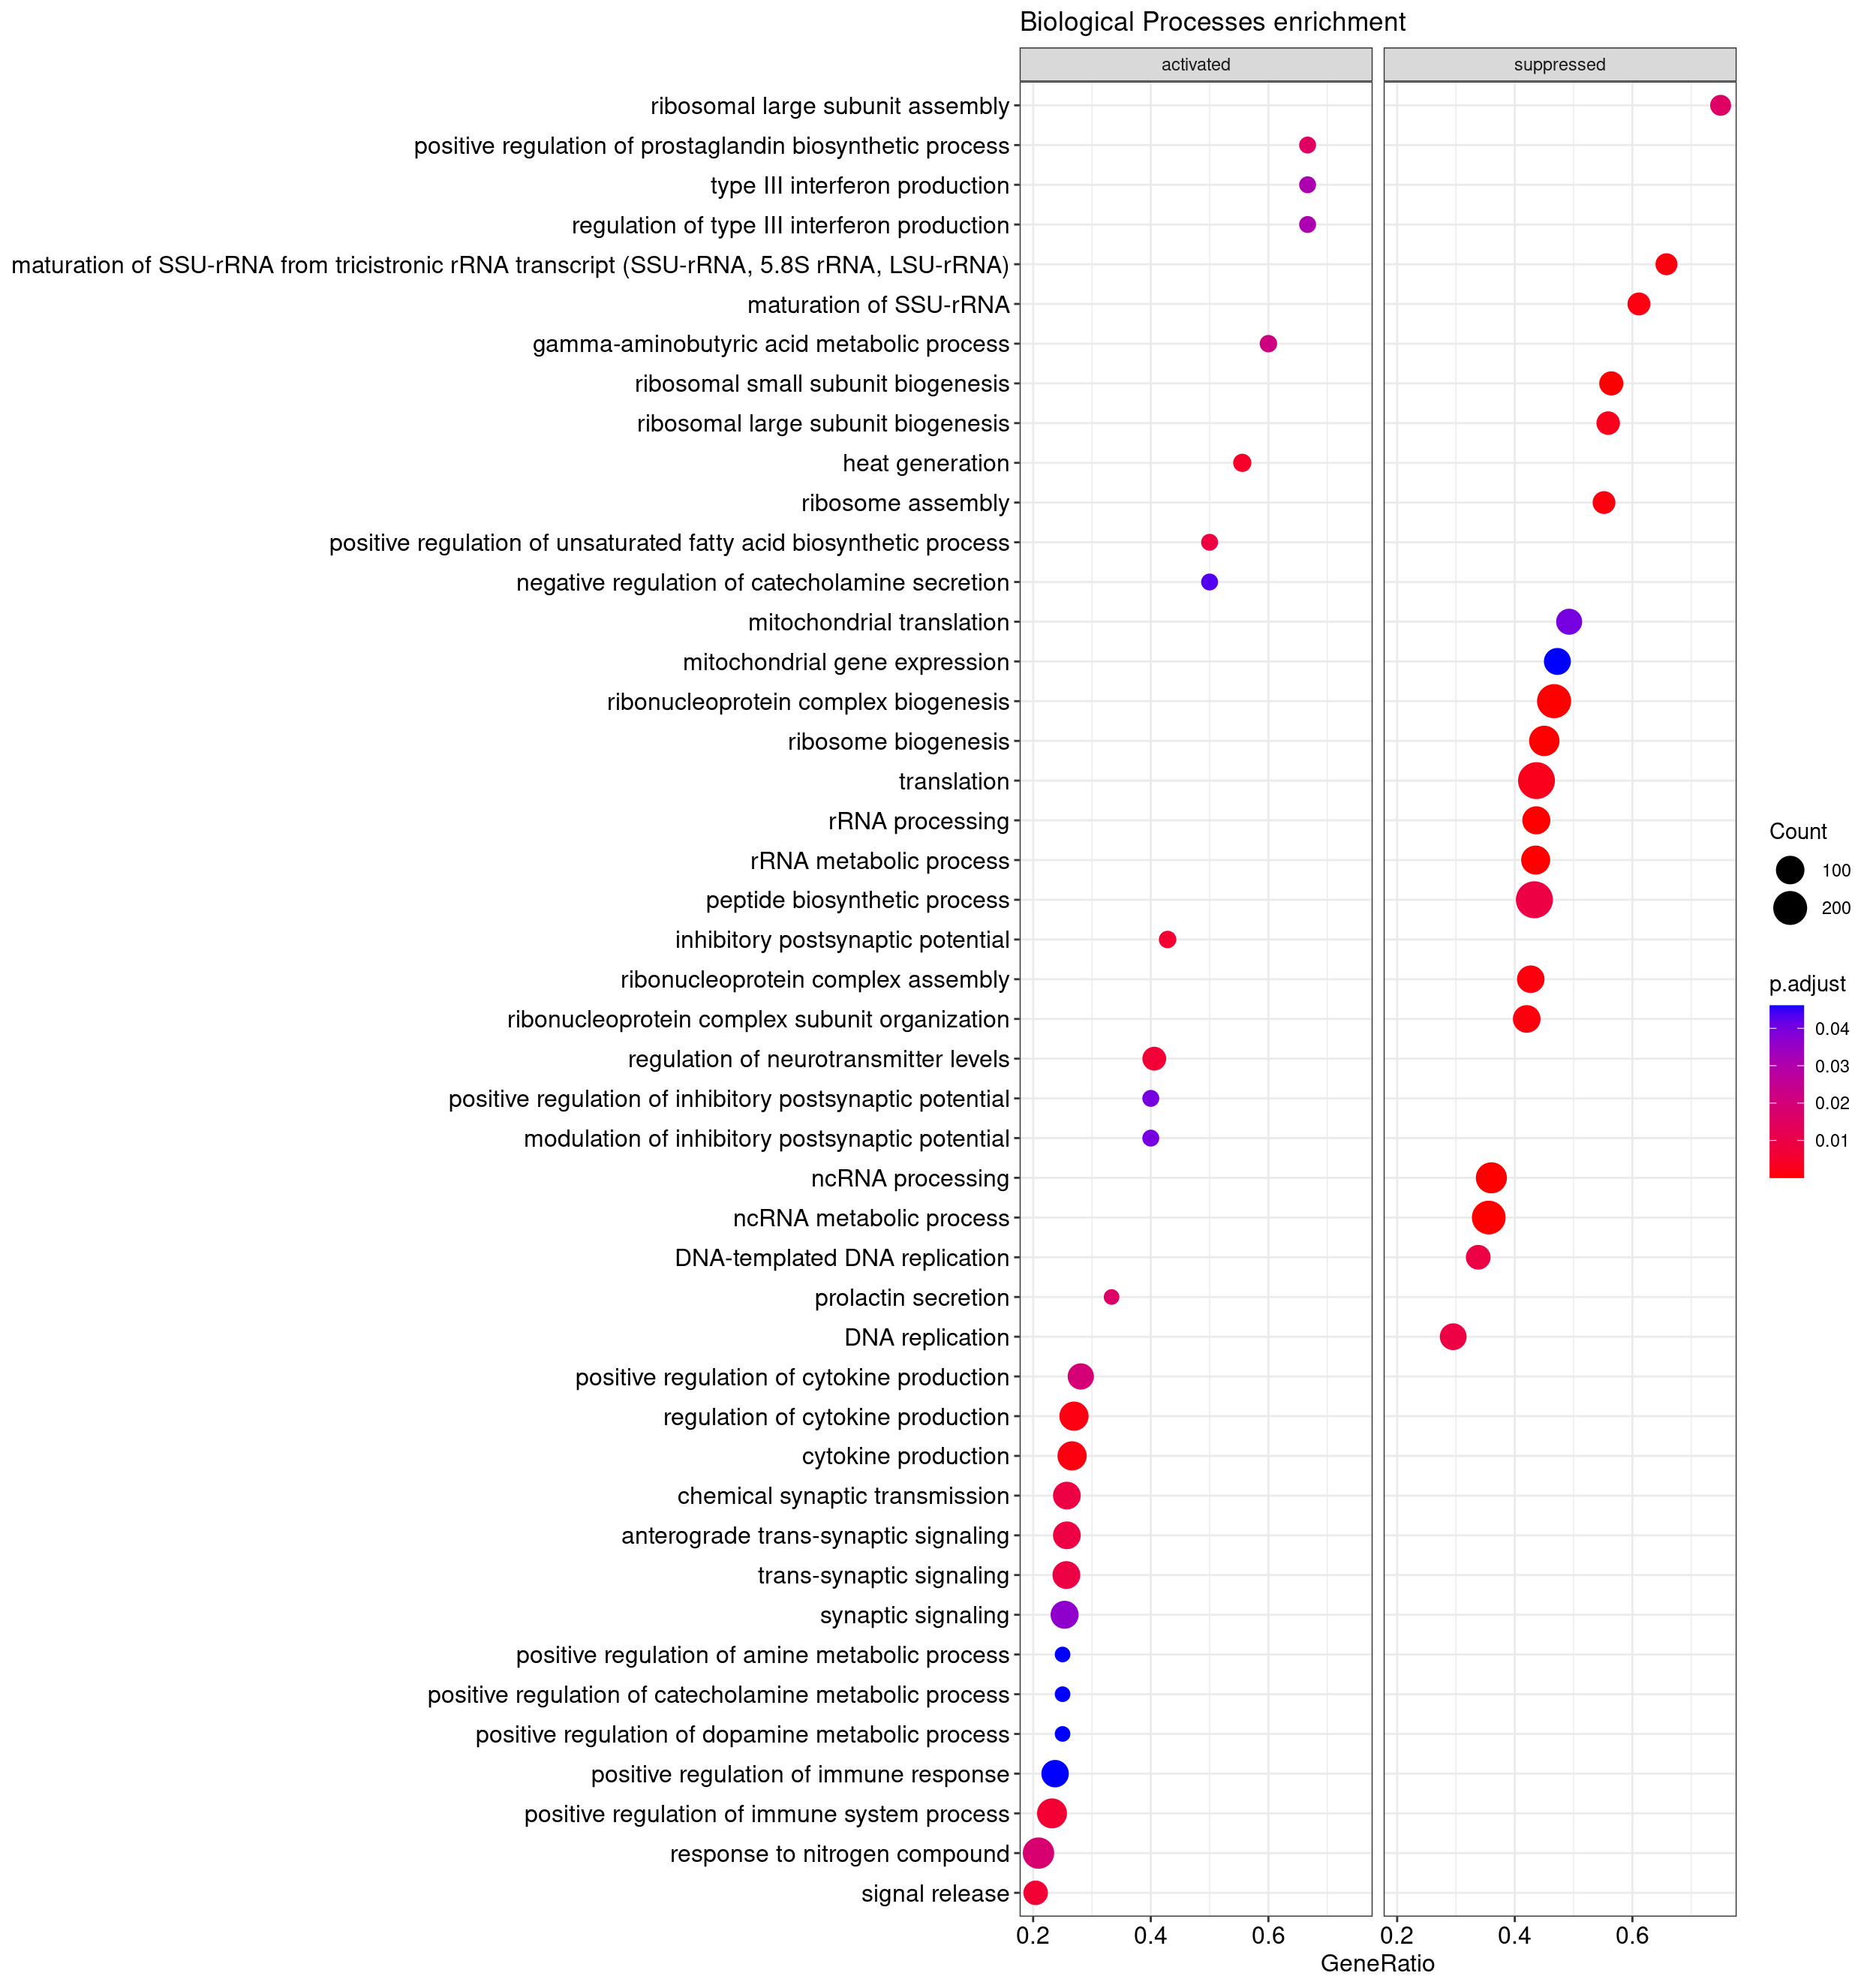 Biological Processes enrichment
activated
suppressed
ribosomal large subunit assembly
positive regulation of prostaglandin biosynthetic process
type III interferon production
regulation of type III interferon production
maturation of SSU-rRNA from tricistronic rRNA transcript (SSU-rRNA, 5.8S rRNA, LSU-rRNA)
maturation of SSU-rRNA
gamma-aminobutyric acid metabolic process
ribosomal small subunit biogenesis
ribosomal large subunit biogenesis
heat generation
ribosome assembly
positive regulation of unsaturated fatty acid biosynthetic process
negative regulation of catecholamine secretion
mitochondrial translation
mitochondrial gene expression
ribonucleoprotein complex biogenesis
ribosome biogenesis
translation
rRNA processing
rRNA metabolic process
peptide biosynthetic process
inhibitory postsynaptic potential
ribonucleoprotein complex assembly
ribonucleoprotein complex subunit organization
regulation of neurotransmitter levels
positive regulation of inhibitory postsynaptic potential
modulation of inhibitory postsynaptic potential
ncRNA processing
ncRNA metabolic process
DNA-templated DNA replication
prolactin secretion
DNA replication
positive regulation of cytokine production
regulation of cytokine production
cytokine production
chemical synaptic transmission
anterograde trans-synaptic signaling
trans-synaptic signaling
synaptic signaling
positive regulation of amine metabolic process
positive regulation of catecholamine metabolic process
positive regulation of dopamine metabolic process
positive regulation of immune response
positive regulation of immune system process
response to nitrogen compound
signal release
0.2 0.4 0.6
0.2 0.4 0.6
GeneRatio
Count
100
200
p.adjust
0.04
0.03
0.02
0.01